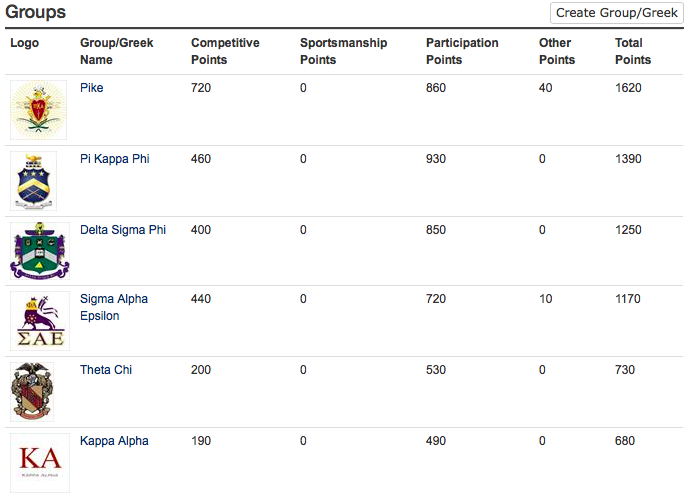 Groups
Create Group/Greek
Logo Group/Greek Name Competitive Points Sportsmanship Points Participation Points Other Points Total Points
Pike 720 0 860 40 1620
Pi Kappa Phi 460 0 930 0 1390
Delta Sigma Phi 400 0 850 0 1250
Sigma Alpha Epsilon 440 0 720 10 1170
ΣΑΕ
Theta Chi 200 0 530 0 730
Kappa Alpha 190 0 490 0 680
KA